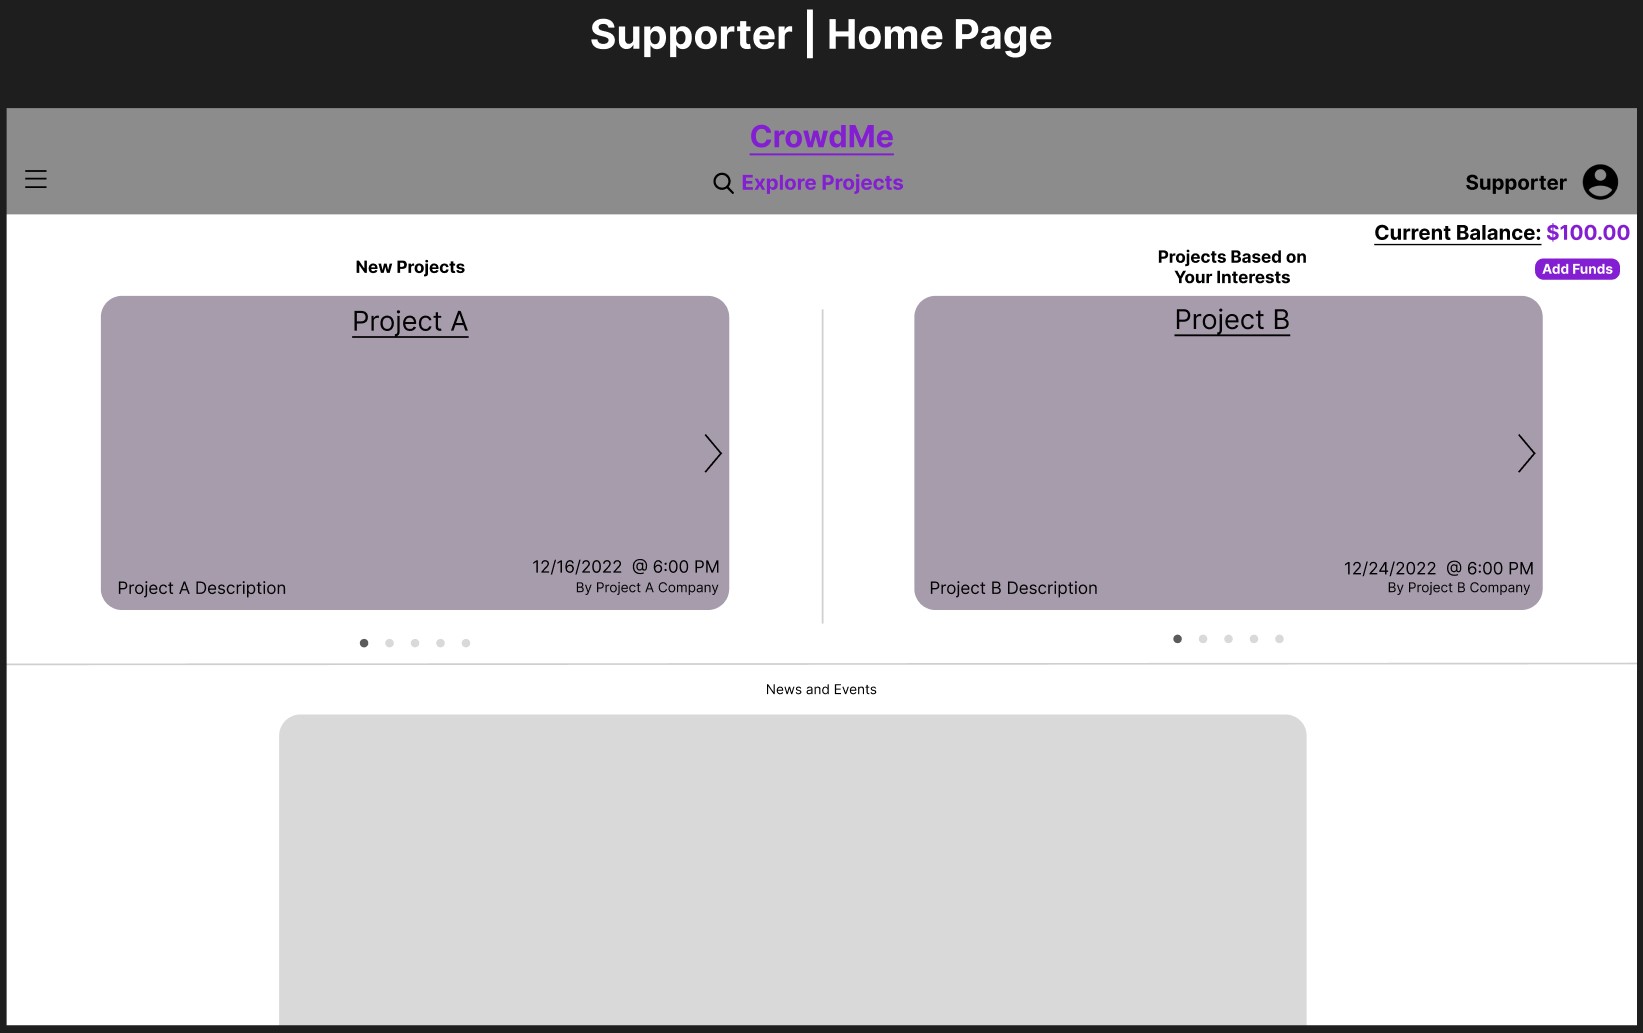 Supporter | Home Page
CrowdMe
Explore Projects
Supporter
Current Balance: $100.00
Add Funds
New Projects
Project A
Project A Description
12/16/2022 @ 6:00 PM
By Project A Company
Projects Based on
Your Interests
Project B
Project B Description
12/24/2022 @ 6:00 PM
By Project B Company
News and Events